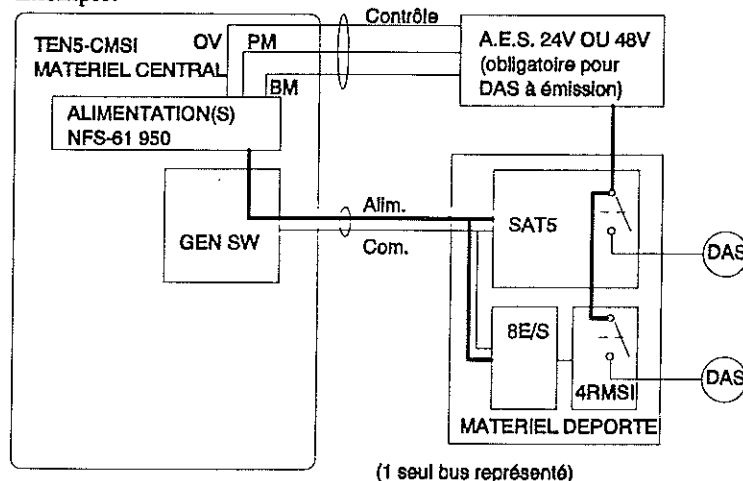 Contrôle
TEN5-CMSI
MATERIEL CENTRAL
OV
PM
BM
A.E.S. 24V OU 48V
(obligatoire pour
DAS à émission)
ALIMENTATION(S)
NFS-61 950
GEN SW
Alim.
Com.
SAT5
DAS
8E/S
4RMSI
DAS
MATERIEL DEPORTE
(1 seul bus représenté)